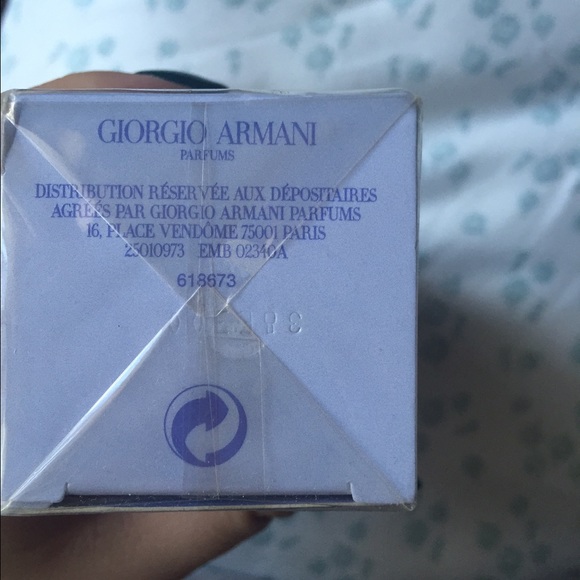 GIORGIO ARMANI
PARFUMS
DISTRIBUTION RÉSERVÉE AUX DÉPOSITAIRES
AGRÉÉS PAR GIORGIO ARMANI PARFUMS
16, PLACE VENDÔME 75001 PARIS
25010973 EMB 02340A
618673